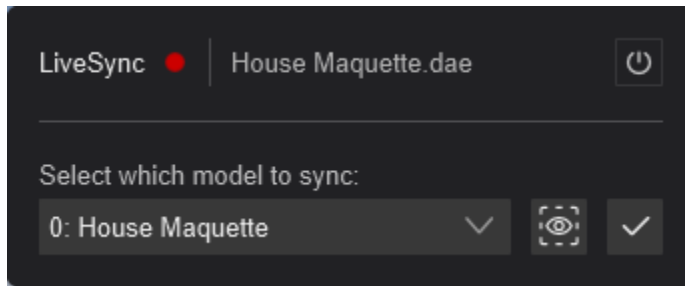 LiveSync
House Maquette.dae
Select which model to sync:
0: House Maquette